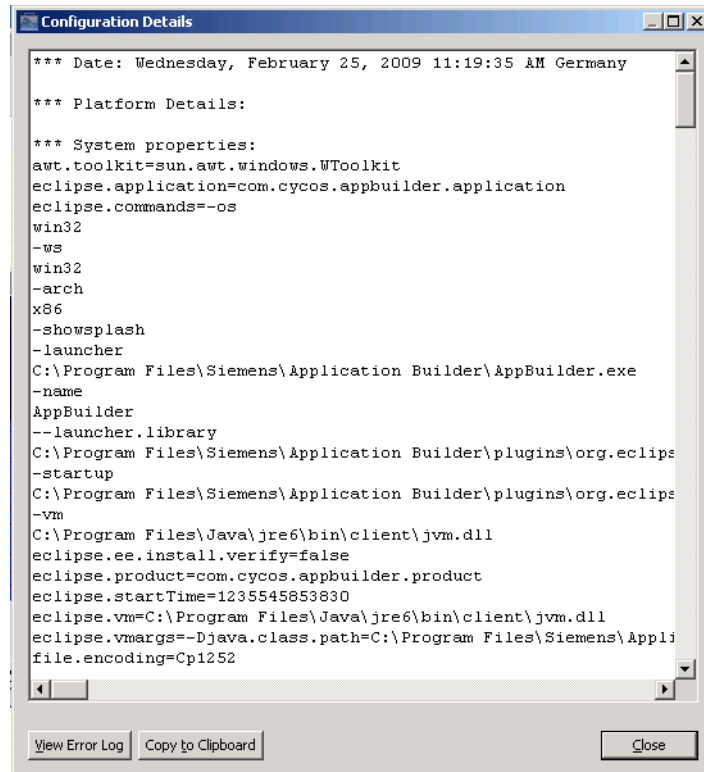 Configuration Details
*** Date: Wednesday, February 25, 2009 11:19:35 AM Germany
*** Platform Details:
*** System properties:
awt.toolkit=sun.awt.windows.WToolkit
eclipse.application=com.cycos.appbuilder.application
eclipse.commands=-os
win32
-ws
win32
-arch
x86
-showsplash
-launcher
C:\Program Files\Siemens\Application Builder\AppBuilder.exe
-name
AppBuilder
--launcher.library
C:\Program Files\Siemens\Application Builder\plugins\org.eclips
-startup
C:\Program Files\Siemens\Application Builder\plugins\org.eclips
-vm
C:\Program Files\Java\jre6\bin\client\jvm.dll
eclipse.ee.install.verify=false
eclipse.product=com.cycos.appbuilder.product
eclipse.startTime=1235545853830
eclipse.vm=C:\Program Files\Java\jre6\bin\client\jvm.dll
eclipse.vmargs=-Djava.class.path=C:\Program Files\Siemens\Appli
file.encoding=Cp1252
View Error Log Copy to Clipboard Close